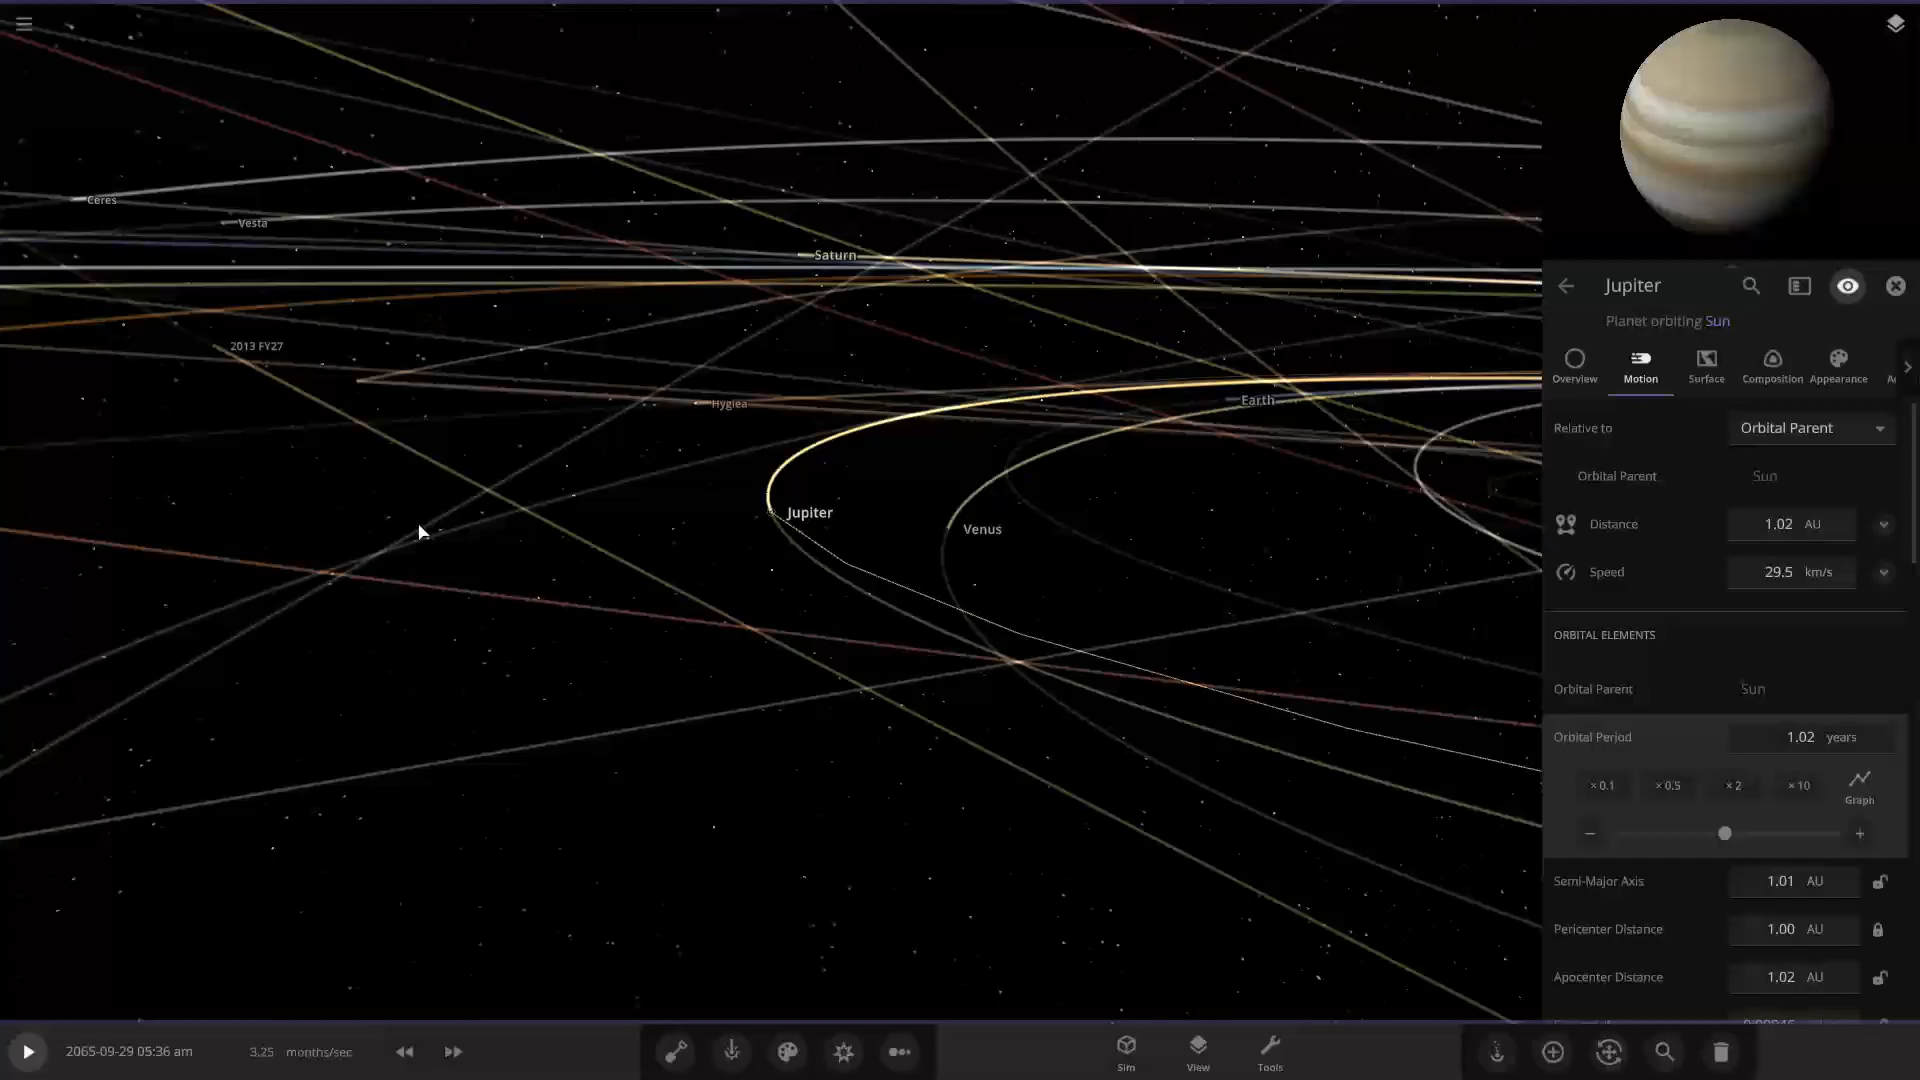 Ceres
Vesta
Saturn
2013 FY27
Hygiea
Earth
Jupiter
Venus
Jupiter
Planet orbiting Sun
Overview Motion Surface Composition Appearance
Relative to Orbital Parent
Orbital Parent Sun
Distance 1.02 AU
Speed 29.5 km/s
ORBITAL ELEMENTS
Orbital Parent Sun
Orbital Period 1.02 years
×0.1 ×0.5 ×2 ×10 Graph
Semi-Major Axis 1.01 AU
Pericenter Distance 1.00 AU
Apocenter Distance 1.02 AU
2065-09-29 05:36 am 3.25 months/sec
Sim View Tools